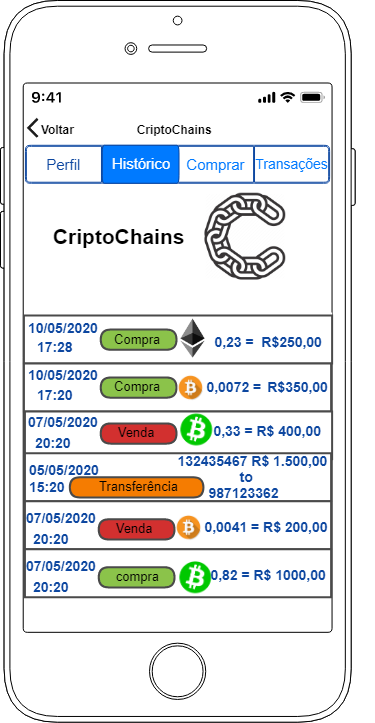 9:41
Voltar CriptoChains
Perfil Histórico Comprar Transações
CriptoChains
10/05/2020
17:28
Compra
0,23 = R$250,00
10/05/2020
17:20
Compra
0,0072 = R$350,00
07/05/2020
20:20
Venda
0,33 = R$ 400,00
05/05/2020
15:20
Transferência
132435467 R$ 1.500,00
to
987123362
07/05/2020
20:20
Venda
0,0041 = R$ 200,00
07/05/2020
20:20
compra
0,82 = R$ 1000,00